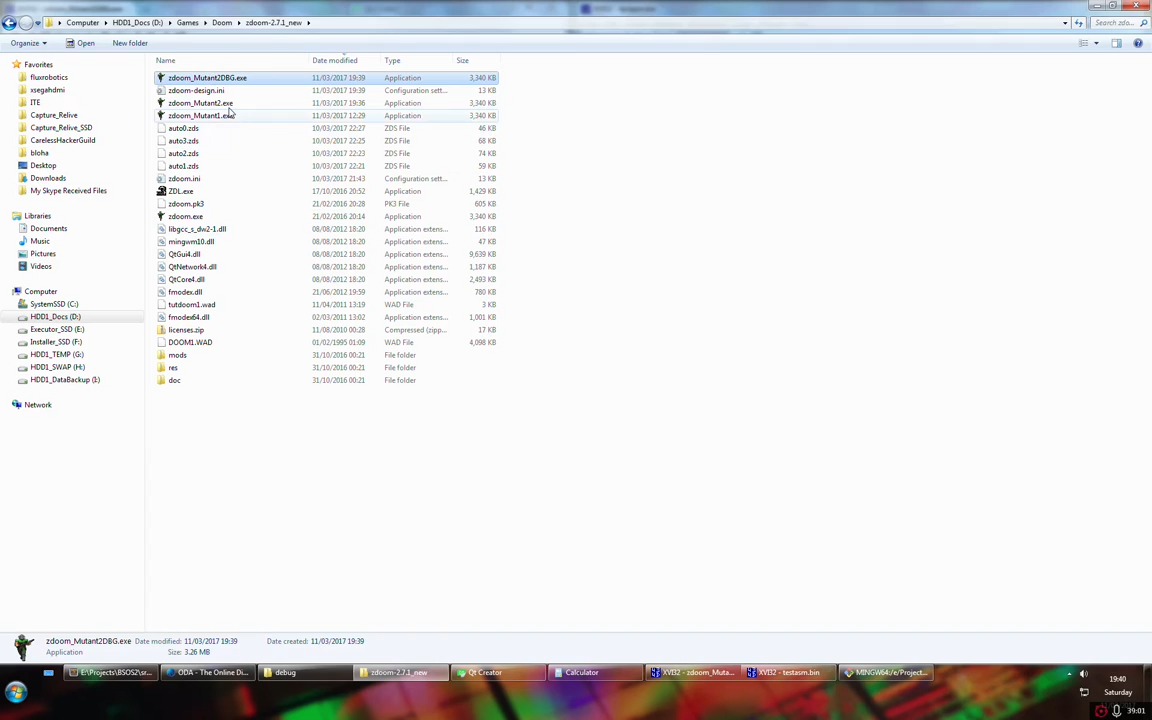 Computer ▸ HDD1_Docs (D:) ▸ Games ▸ Doom ▸ zdoom-2.7.1_new ▸
Search zdo...
Organize Open New folder
Name Date modified Type Size
Favorites
fluxrobotics
xsegahdmi
ITE
Capture_Relive
Capture_Relive_SSD
CarelessHackerGuild
bloha
Desktop
Downloads
My Skype Received Files
Libraries
Documents
Music
Pictures
Videos
Computer
SystemSSD (C:)
HDD1_Docs (D:)
Executor_SSD (E:)
Installer_SSD (F:)
HDD1_TEMP (G:)
HDD1_SWAP (H:)
HDD1_DataBackup (I:)
Network
zdoom_Mutant2DBG.exe 11/03/2017 19:39 Application 3,340 KB
zdoom-design.ini 11/03/2017 19:39 Configuration sett... 13 KB
zdoom_Mutant2.exe 11/03/2017 19:36 Application 3,340 KB
zdoom_Mutant1.exe 11/03/2017 12:29 Application 3,340 KB
auto0.zds 10/03/2017 22:27 ZDS File 46 KB
auto3.zds 10/03/2017 22:25 ZDS File 68 KB
auto2.zds 10/03/2017 22:23 ZDS File 74 KB
auto1.zds 10/03/2017 22:21 ZDS File 59 KB
zdoom.ini 10/03/2017 21:43 Configuration sett... 13 KB
ZDL.exe 17/10/2016 20:52 Application 1,429 KB
zdoom.pk3 21/02/2016 20:28 PK3 File 605 KB
zdoom.exe 21/02/2016 20:14 Application 3,340 KB
libgcc_s_dw2-1.dll 08/08/2012 18:20 Application extens... 116 KB
mingwm10.dll 08/08/2012 18:20 Application extens... 47 KB
QtGui4.dll 08/08/2012 18:20 Application extens... 9,639 KB
QtNetwork4.dll 08/08/2012 18:20 Application extens... 1,187 KB
QtCore4.dll 08/08/2012 18:20 Application extens... 2,493 KB
fmodex.dll 21/06/2012 19:59 Application extens... 780 KB
tutdoom1.wad 11/04/2011 13:19 WAD File 3 KB
fmodex64.dll 02/03/2011 13:02 Application extens... 1,001 KB
licenses.zip 11/08/2010 00:28 Compressed (zipp... 17 KB
DOOM1.WAD 01/02/1995 01:09 WAD File 4,098 KB
mods 31/10/2016 00:21 File folder
res 31/10/2016 00:21 File folder
doc 31/10/2016 00:21 File folder
zdoom_Mutant2DBG.exe Date modified: 11/03/2017 19:39 Date created: 11/03/2017 19:39
Application Size: 3.26 MB
E:\Projects\BSOS2\sr... ODA - The Online Di... debug zdoom-2.7.1_new Qt Creator Calculator XVI32 - zdoom_Muta... XVI32 - testasm.bin MINGW64:/e/Project...
19:40
Saturday
39:01